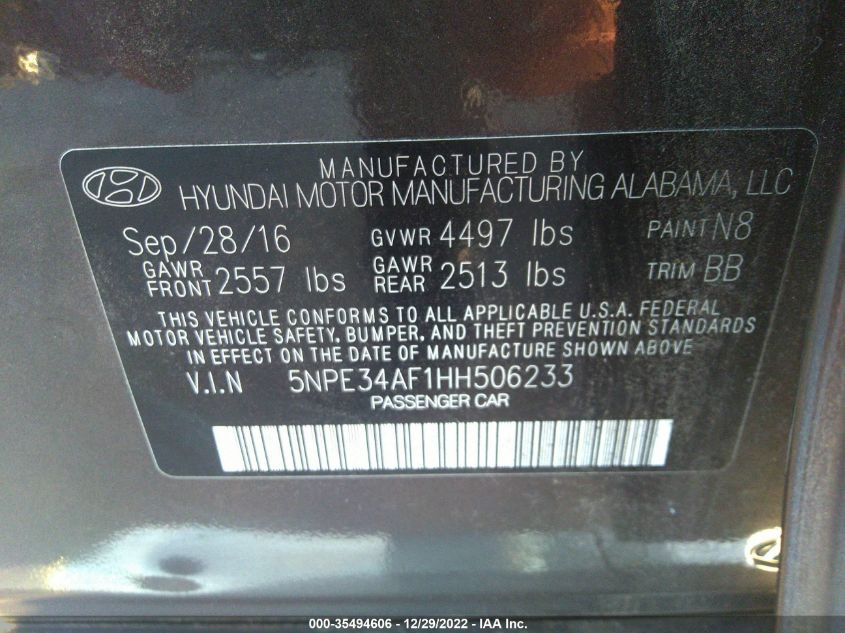 MANUFACTURED BY
HYUNDAI MOTOR MANUFACTURING ALABAMA, LLC
Sep/28/16 GVWR 4497 lbs PAINT N8
GAWR FRONT 2557 lbs GAWR REAR 2513 lbs TRIM BB
THIS VEHICLE CONFORMS TO ALL APPLICABLE U.S.A. FEDERAL
MOTOR VEHICLE SAFETY, BUMPER, AND THEFT PREVENTION STANDARDS
IN EFFECT ON THE DATE OF MANUFACTURE SHOWN ABOVE
V.I.N 5NPE34AF1HH506233
PASSENGER CAR
000-35494606 - 12/29/2022 - IAA Inc.